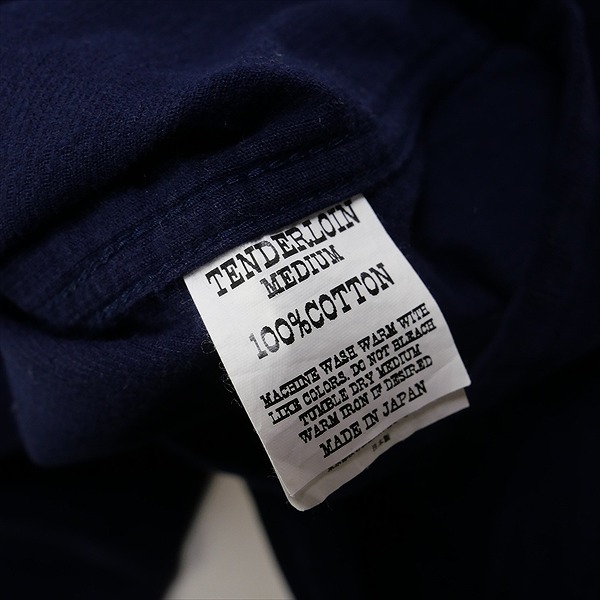 TENDERLOIN
MEDIUM
100%COTTON
MACHINE WASH WARM WITH
LIKE COLORS, DO NOT BLEACH
TUMBLE DRY MEDIUM
WARM IRON IF DESIRED
MADE IN JAPAN